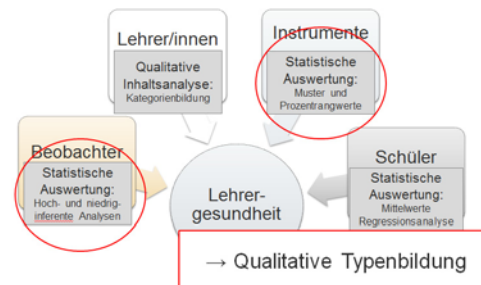 Lehrer/innen
Qualitative
Inhaltsanalyse:
Kategorienbildung
Instrumente
Statistische
Auswertung:
Muster und
Prozentrangwerte
Beobachter
Statistische
Auswertung:
Hoch- und niedrig-
inferente Analysen
Lehrer-
gesundheit
Schüler
Statistische
Auswertung:
Mittelwerte
Regressionsanalyse
→ Qualitative Typenbildung